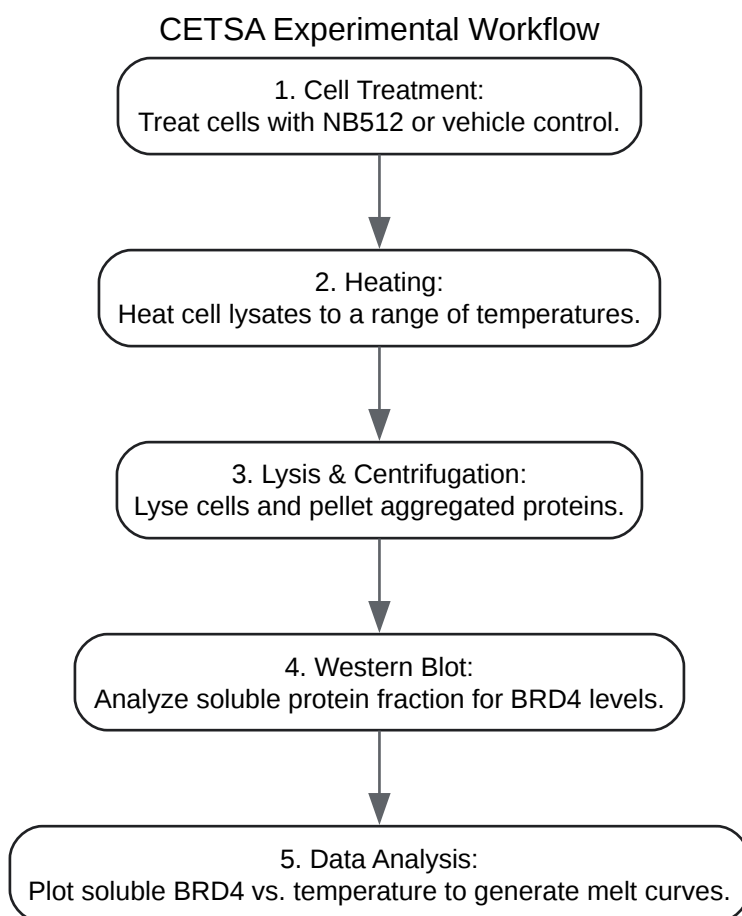 CETSA Experimental Workflow
1. Cell Treatment:
Treat cells with NB512 or vehicle control.
2. Heating:
Heat cell lysates to a range of temperatures.
3. Lysis & Centrifugation:
Lyse cells and pellet aggregated proteins.
4. Western Blot:
Analyze soluble protein fraction for BRD4 levels.
5. Data Analysis:
Plot soluble BRD4 vs. temperature to generate melt curves.